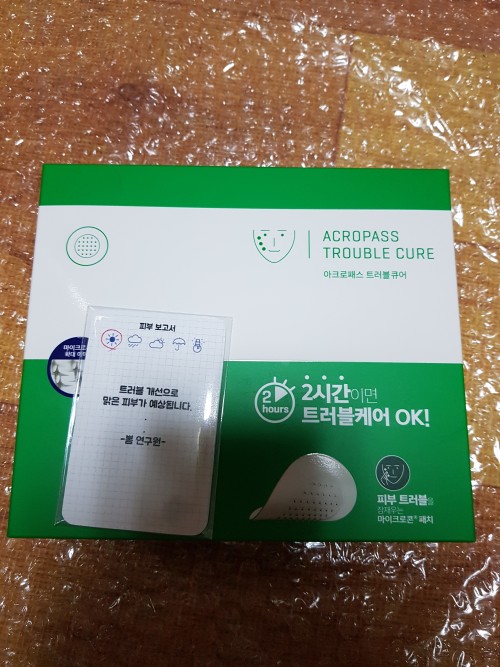 ACROPASS
TROUBLE CURE
아크로패스 트러블큐어
피부 보고서
트러블 개선으로
맑은 피부가 예상됩니다.
-뽐 연구원-
2
hours
2시간이면
트러블케어 OK!
피부 트러블을
잠재우는
마이크로콘® 패치